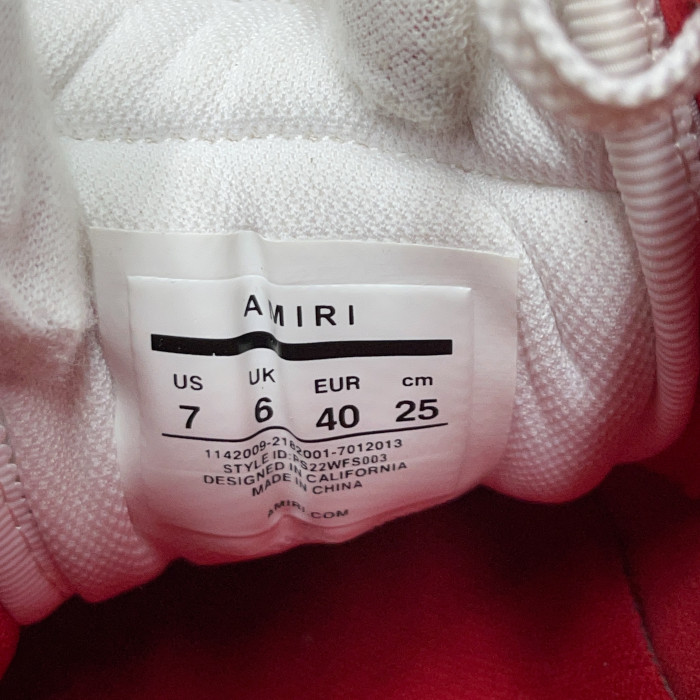 AMIRI
US UK EUR cm
7 6 40 25
1142009-2182001-7012013
STYLE ID:PS22WFS003
DESIGNED IN CALIFORNIA
MADE IN CHINA
AMIRI.COM